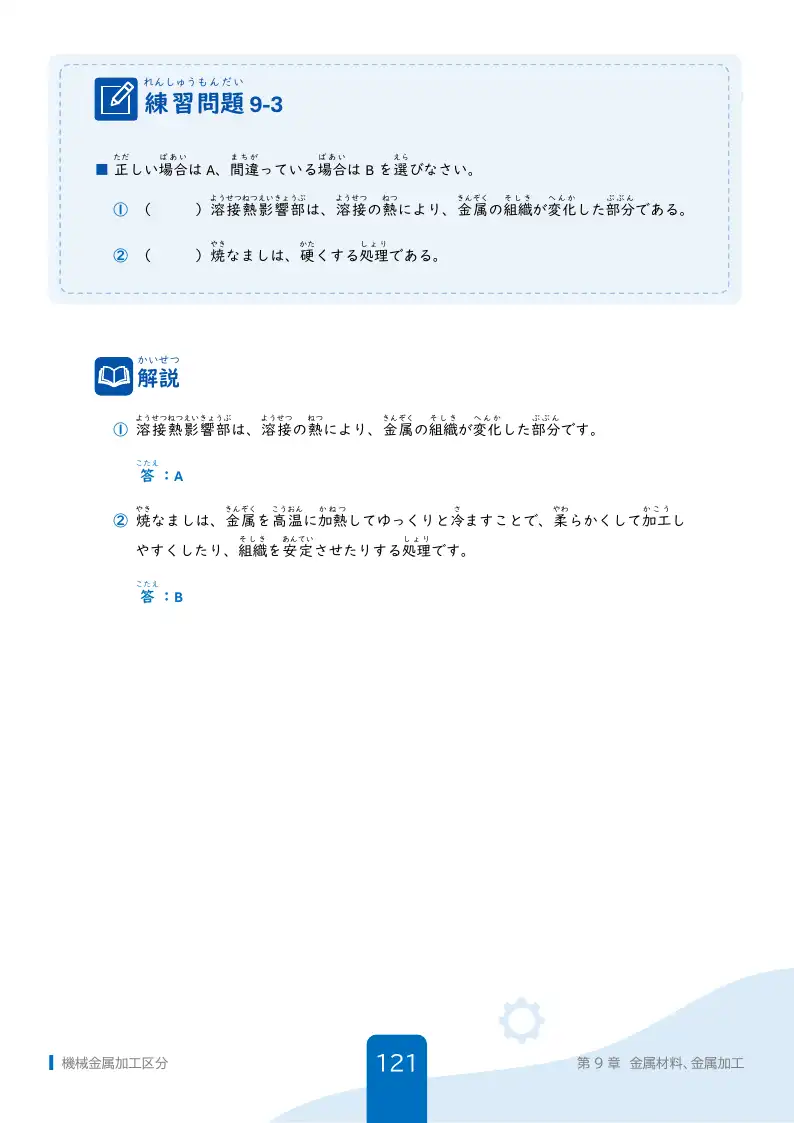 れんしゅうもんだい
練習問題 9-3
ただ ばあい まちが ばあい えら
■ 正しい場合は A、間違っている場合は B を選びなさい。
ようせつねつえいきょうぶ ようせつ ねつ きんぞく そしき へんか ぶぶん
① （　　　）溶接熱影響部は、溶接の熱により、金属の組織が変化した部分である。
やき かた しょり
② （　　　）焼なましは、硬くする処理である。
かいせつ
解説
ようせつねつえいきょうぶ ようせつ ねつ きんぞく そしき へんか ぶぶん
① 溶接熱影響部は、溶接の熱により、金属の組織が変化した部分です。
こたえ
答：A
やき きんぞく こうおん かねつ さ やわ かこう
② 焼なましは、金属を高温に加熱してゆっくりと冷ますことで、柔らかくして加工し
そしき あんてい しょり
やすくしたり、組織を安定させたりする処理です。
こたえ
答：B
機械金属加工区分
121
第 9 章 金属材料、金属加工